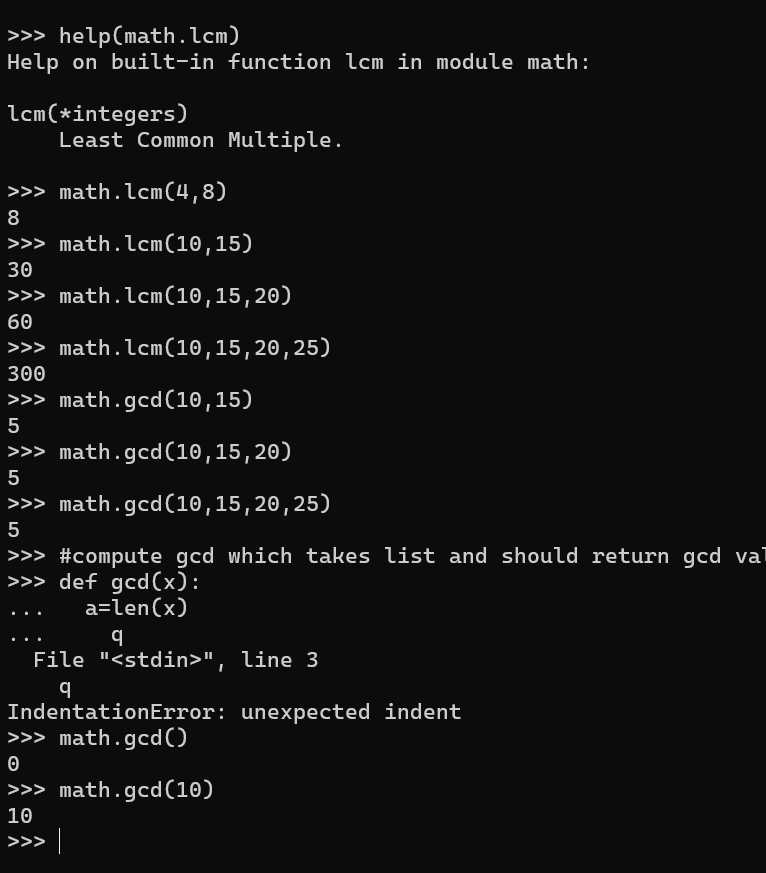 >>> help(math.lcm)
Help on built-in function lcm in module math:
lcm(*integers)
    Least Common Multiple.
>>> math.lcm(4,8)
8
>>> math.lcm(10,15)
30
>>> math.lcm(10,15,20)
60
>>> math.lcm(10,15,20,25)
300
>>> math.gcd(10,15)
5
>>> math.gcd(10,15,20)
5
>>> math.gcd(10,15,20,25)
5
>>> #compute gcd which takes list and should return gcd val
>>> def gcd(x):
...   a=len(x)
...     q
  File "<stdin>", line 3
    q
IndentationError: unexpected indent
>>> math.gcd()
0
>>> math.gcd(10)
10
>>>